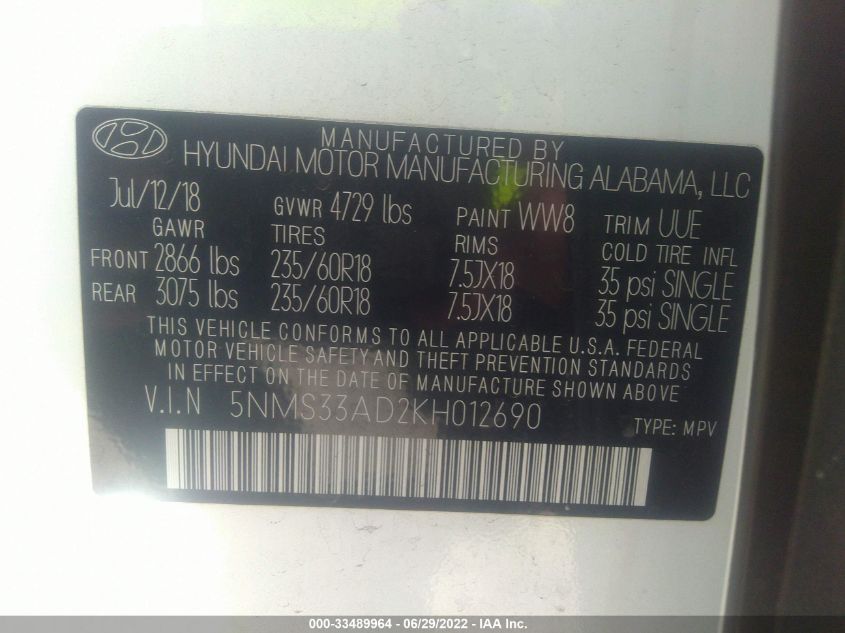 MANUFACTURED BY
HYUNDAI MOTOR MANUFACTURING ALABAMA, LLC
Jul/12/18 GVWR 4729 lbs PAINT WW8 TRIM UUE
GAWR TIRES RIMS COLD TIRE INFL
FRONT 2866 lbs 235/60R18 7.5JX18 35 psi SINGLE
REAR 3075 lbs 235/60R18 7.5JX18 35 psi SINGLE
THIS VEHICLE CONFORMS TO ALL APPLICABLE U.S.A. FEDERAL
MOTOR VEHICLE SAFETY AND THEFT PREVENTION STANDARDS
IN EFFECT ON THE DATE OF MANUFACTURE SHOWN ABOVE
V.I.N 5NMS33AD2KH012690 TYPE: MPV
000-33489964 - 06/29/2022 - IAA Inc.